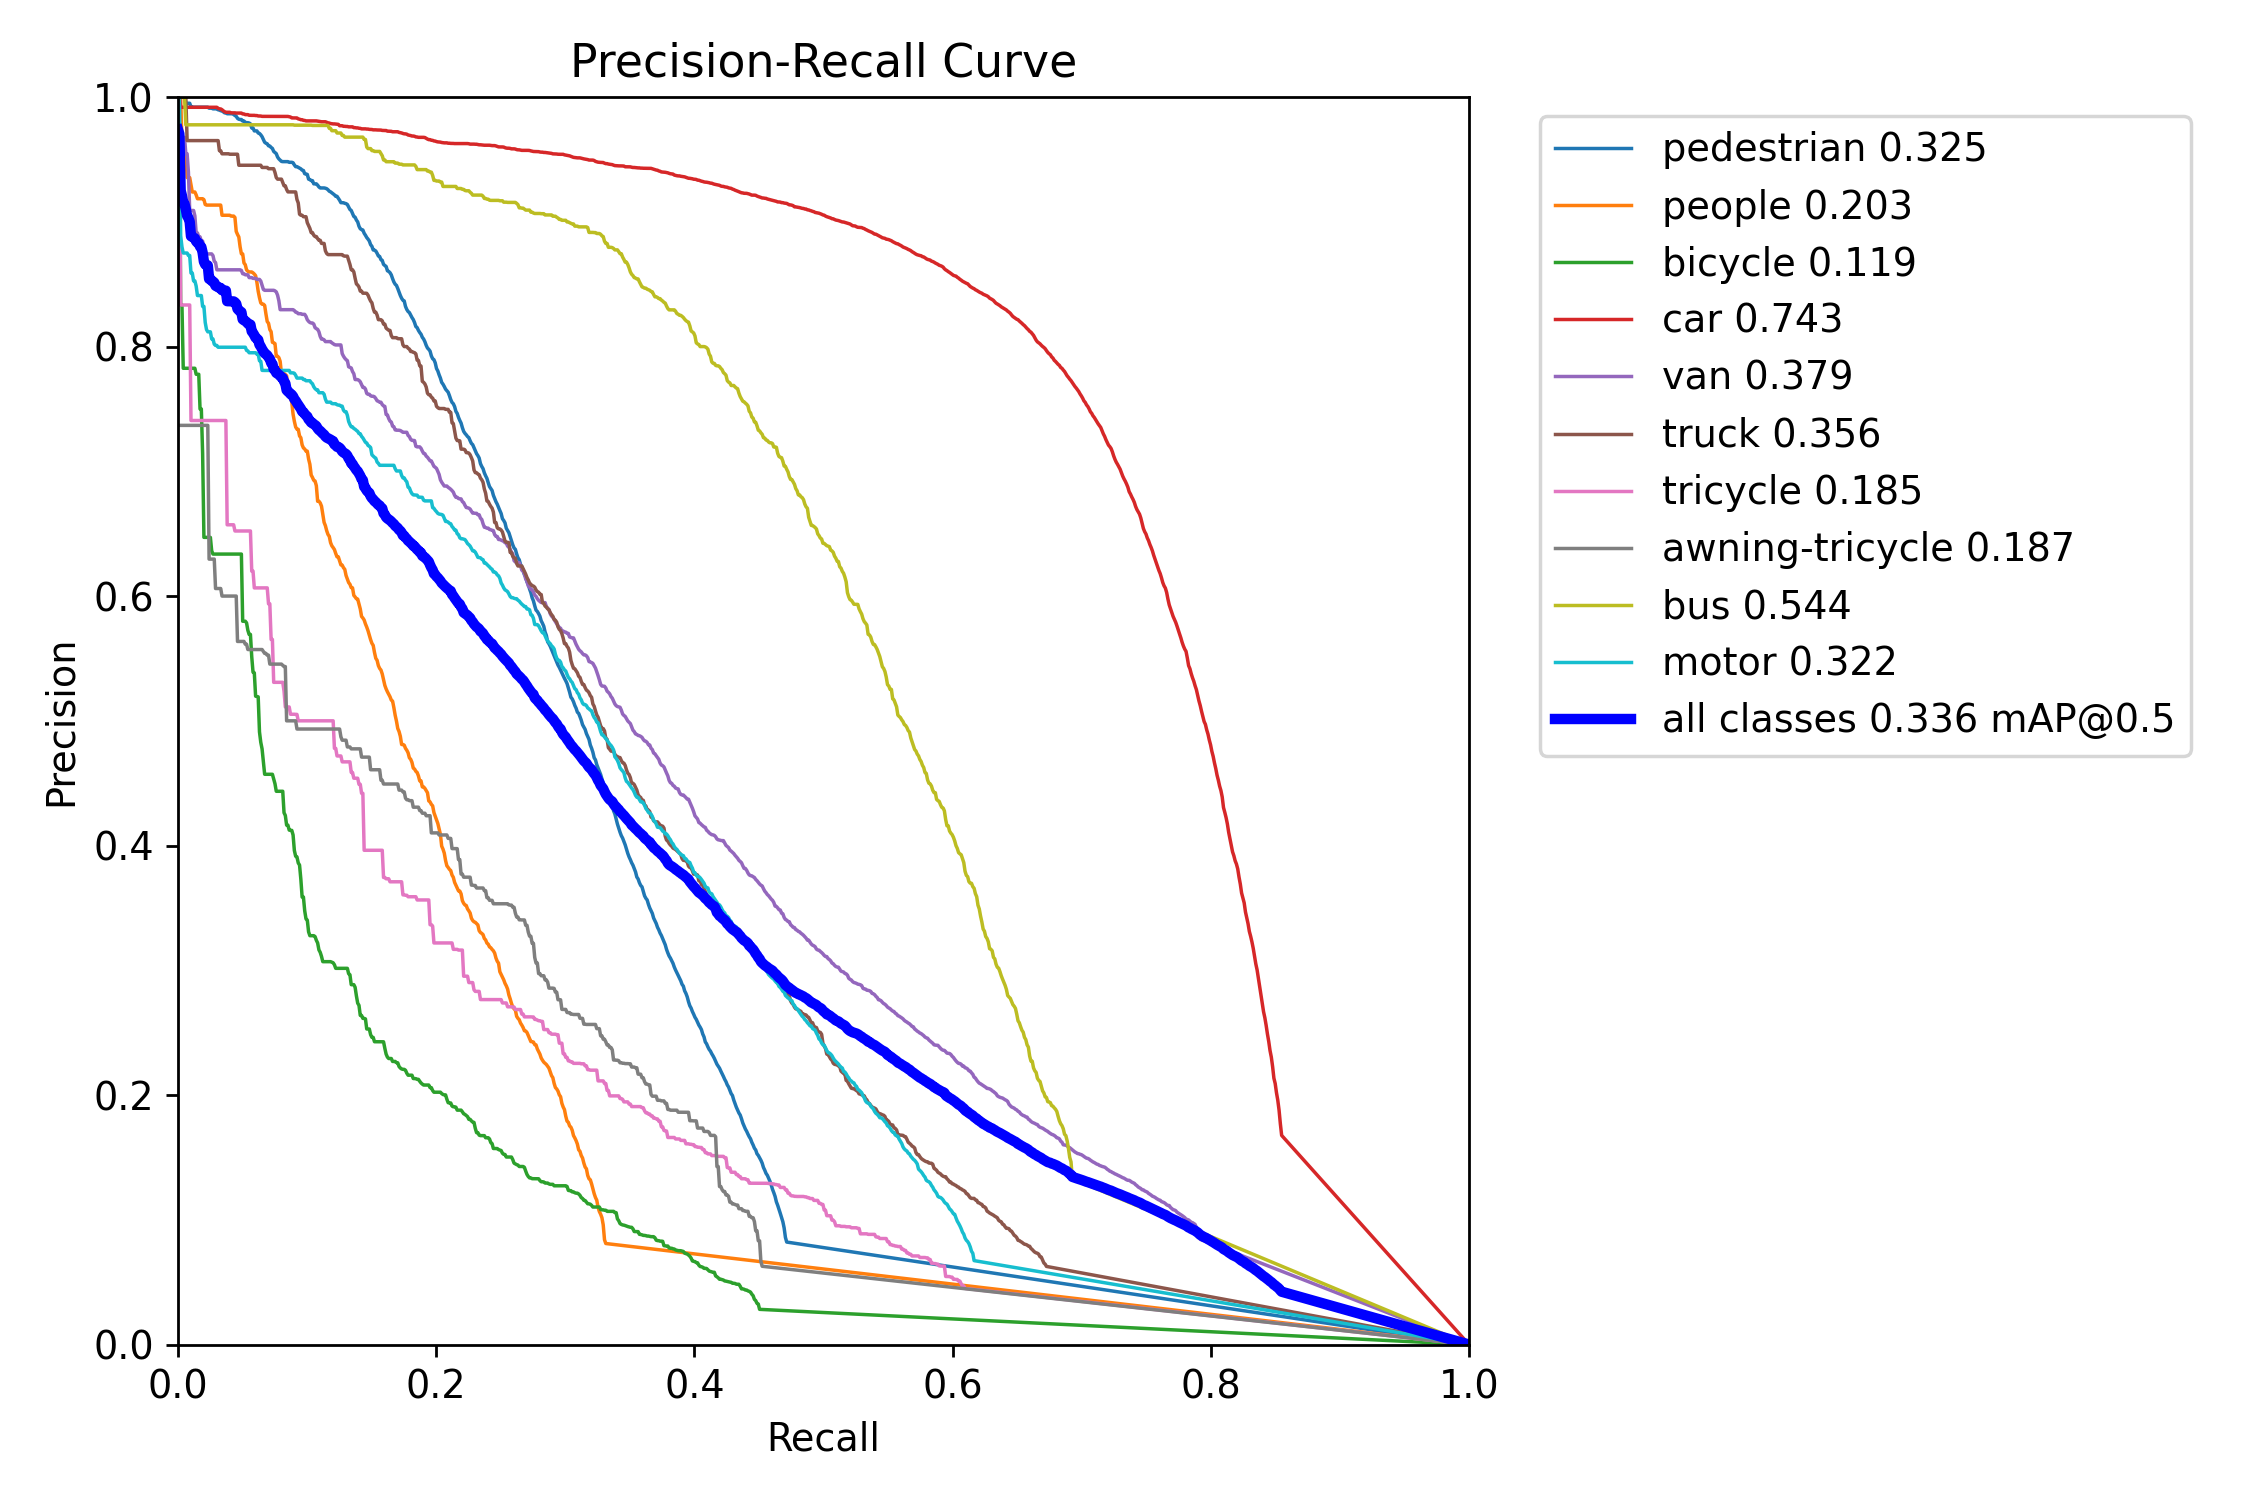 Precision-Recall Curve
1.0
0.8
0.6
0.4
0.2
0.0
Precision
0.0 0.2 0.4 0.6 0.8 1.0
Recall
pedestrian 0.325
people 0.203
bicycle 0.119
car 0.743
van 0.379
truck 0.356
tricycle 0.185
awning-tricycle 0.187
bus 0.544
motor 0.322
all classes 0.336 mAP@0.5